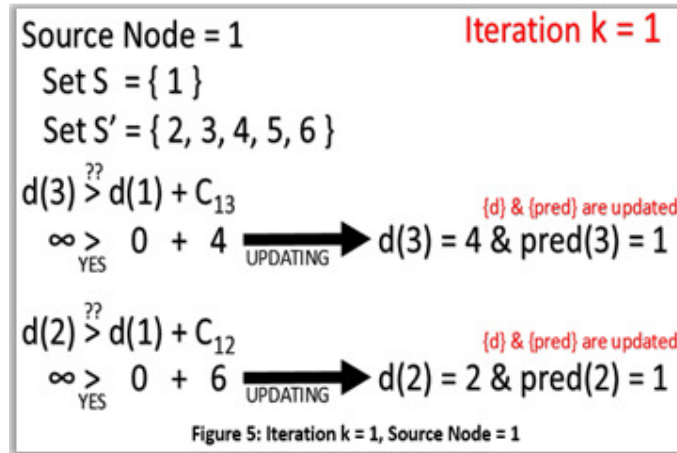 Source Node = 1 Iteration k = 1
Set S = { 1 }
Set S' = { 2, 3, 4, 5, 6 }
??
d(3) > d(1) + C13
{d} & {pred} are updated
∞ > 0 + 4 d(3) = 4 & pred(3) = 1
YES UPDATING
??
d(2) > d(1) + C12
{d} & {pred} are updated
∞ > 0 + 6 d(2) = 2 & pred(2) = 1
YES UPDATING
Figure 5: Iteration k = 1, Source Node = 1